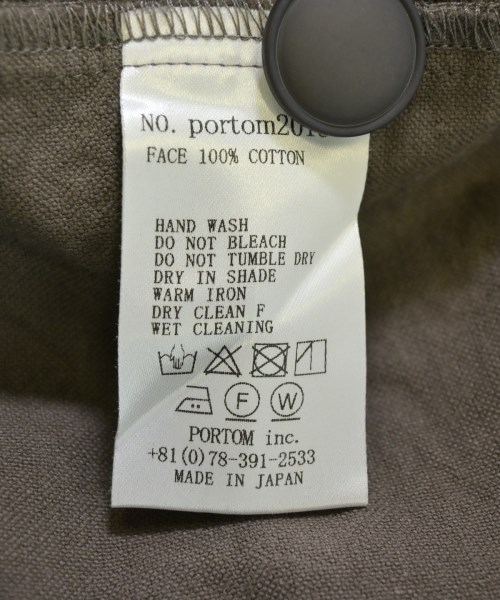 NO.
FACE 100% COTTON
HAND WASH
DO NOT BLEACH
DO NOT TUMBLE DRY
DRY IN SHADE
WARM IRON
DRY CLEAN F
WET CLEANING
F W
PORTOM inc.
+81(0)78-391-2533
MADE IN JAPAN